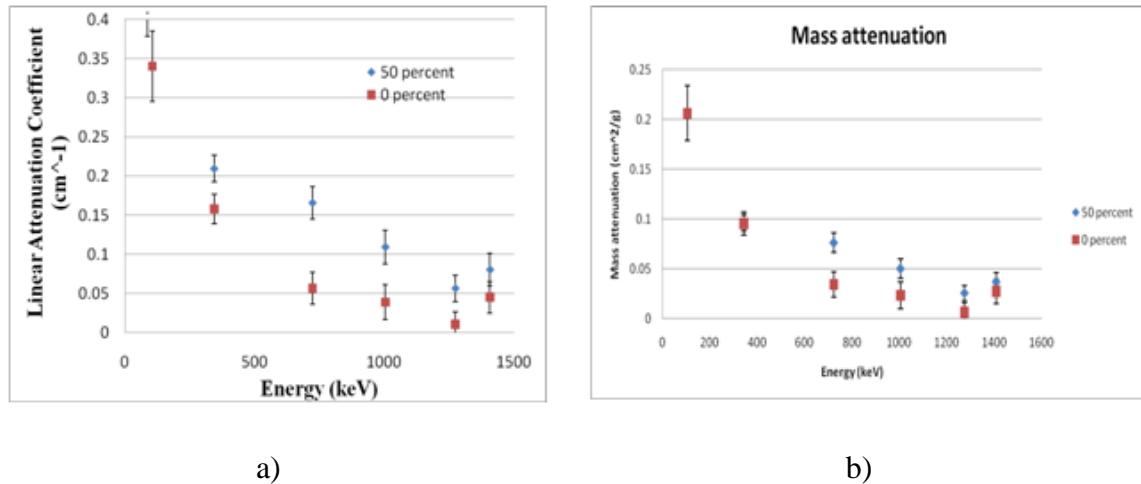 0.4
0.35
0.3
0.25
0.2
0.15
0.1
0.05
0
0
500
1000
1500
Linear Attenuation Coefficient
(cm^-1)
Energy (keV)
50 percent
0 percent
Mass attenuation
0.25
0.2
0.15
0.1
0.05
0
0
200
400
600
800
1000
1200
1400
1600
Mass attenuation (cm^2/g)
Energy (keV)
50 percent
0 percent
a)
b)